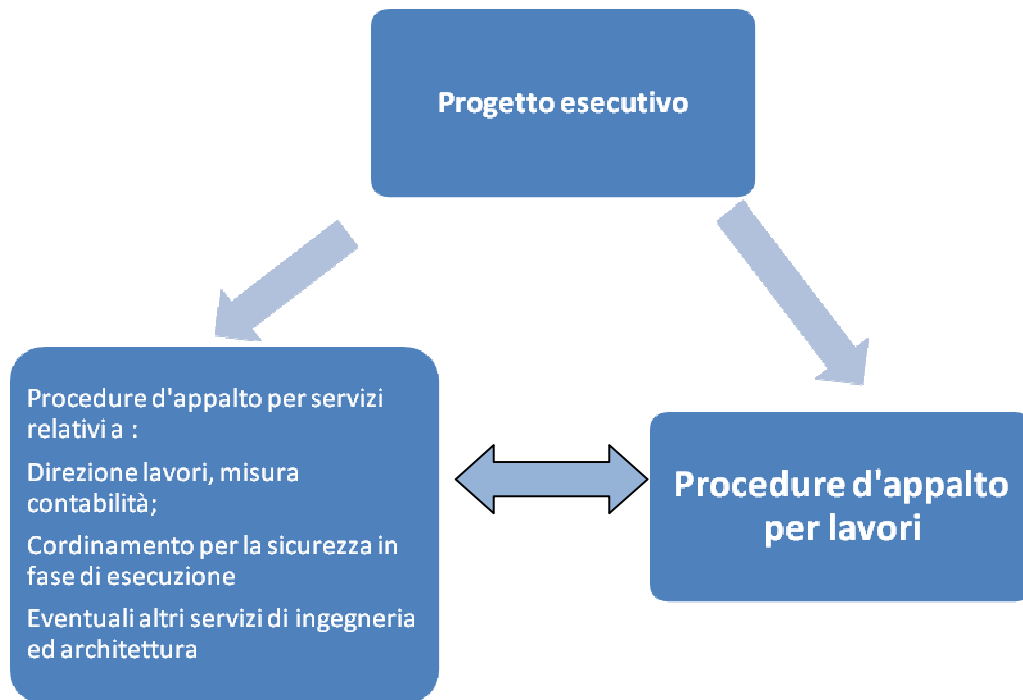 Progetto esecutivo
Procedure d'appalto per servizi
relativi a :
Direzione lavori, misura
contabilità;
Cordinamento per la sicurezza in
fase di esecuzione
Eventuali altri servizi di ingegneria
ed architettura
Procedure d'appalto
per lavori